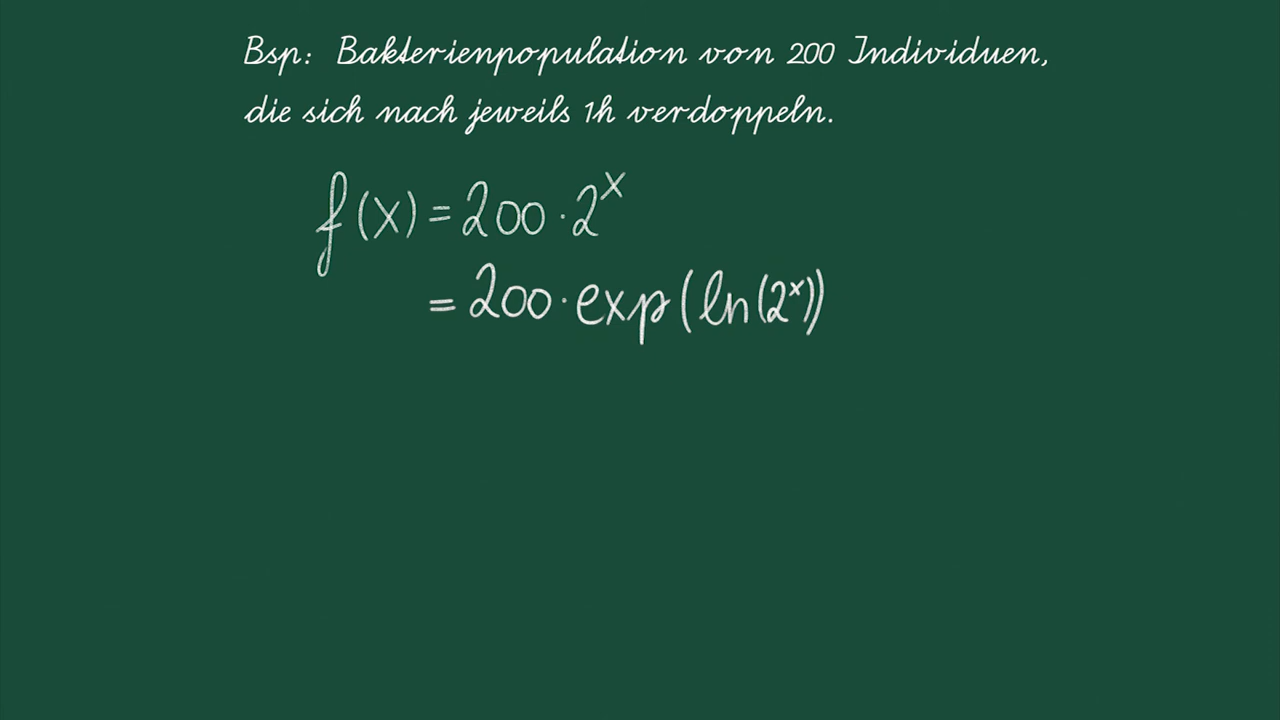 Bsp: Bakterienpopulation von 200 Individuen,
die sich nach jeweils 1h verdoppeln.
f(x) = 200 · 2^x
= 200 · exp(ln(2^x))